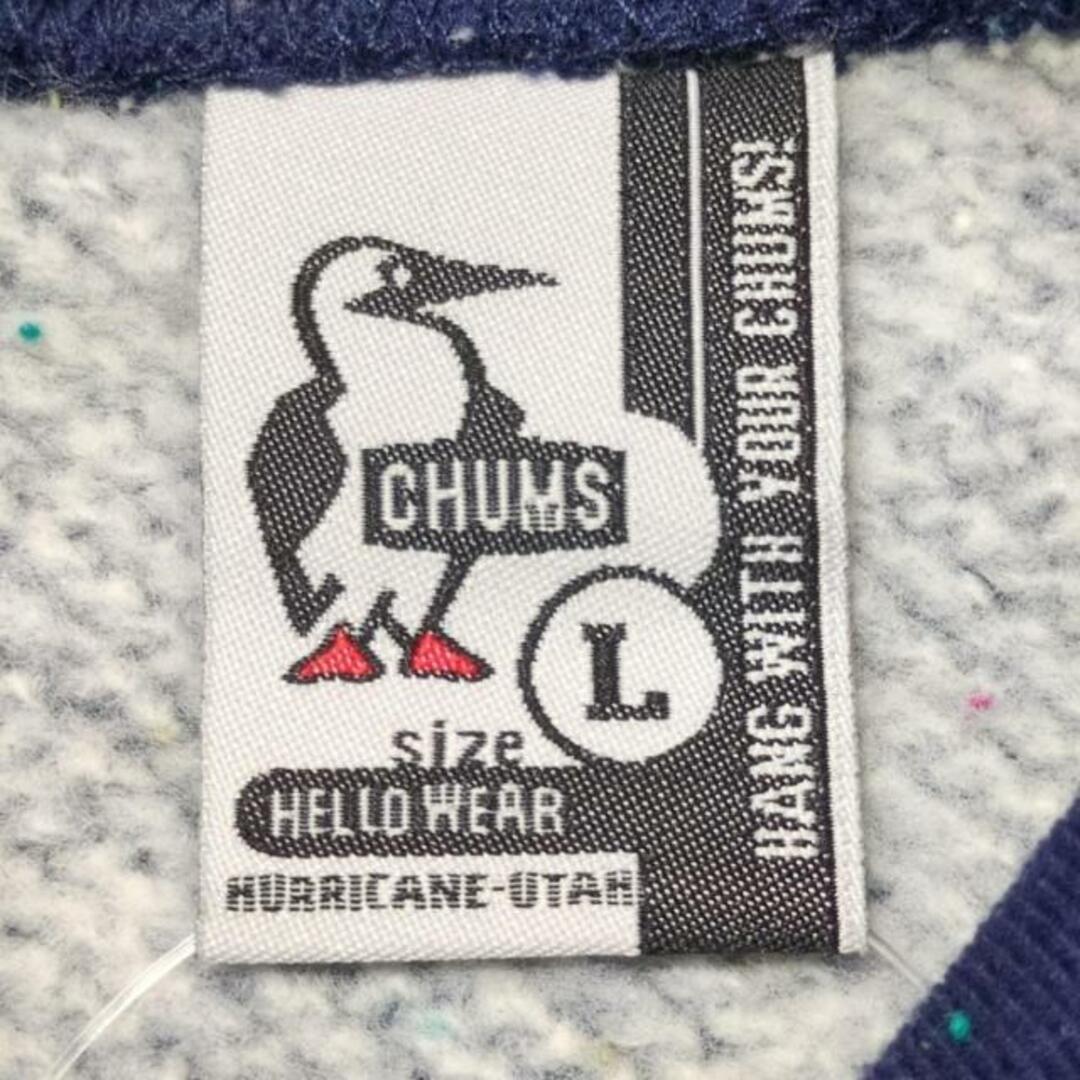 CHUMS
L
size
HELLO WEAR
HURRICANE-UTAH
HANG WITH YOUR CHUMS!